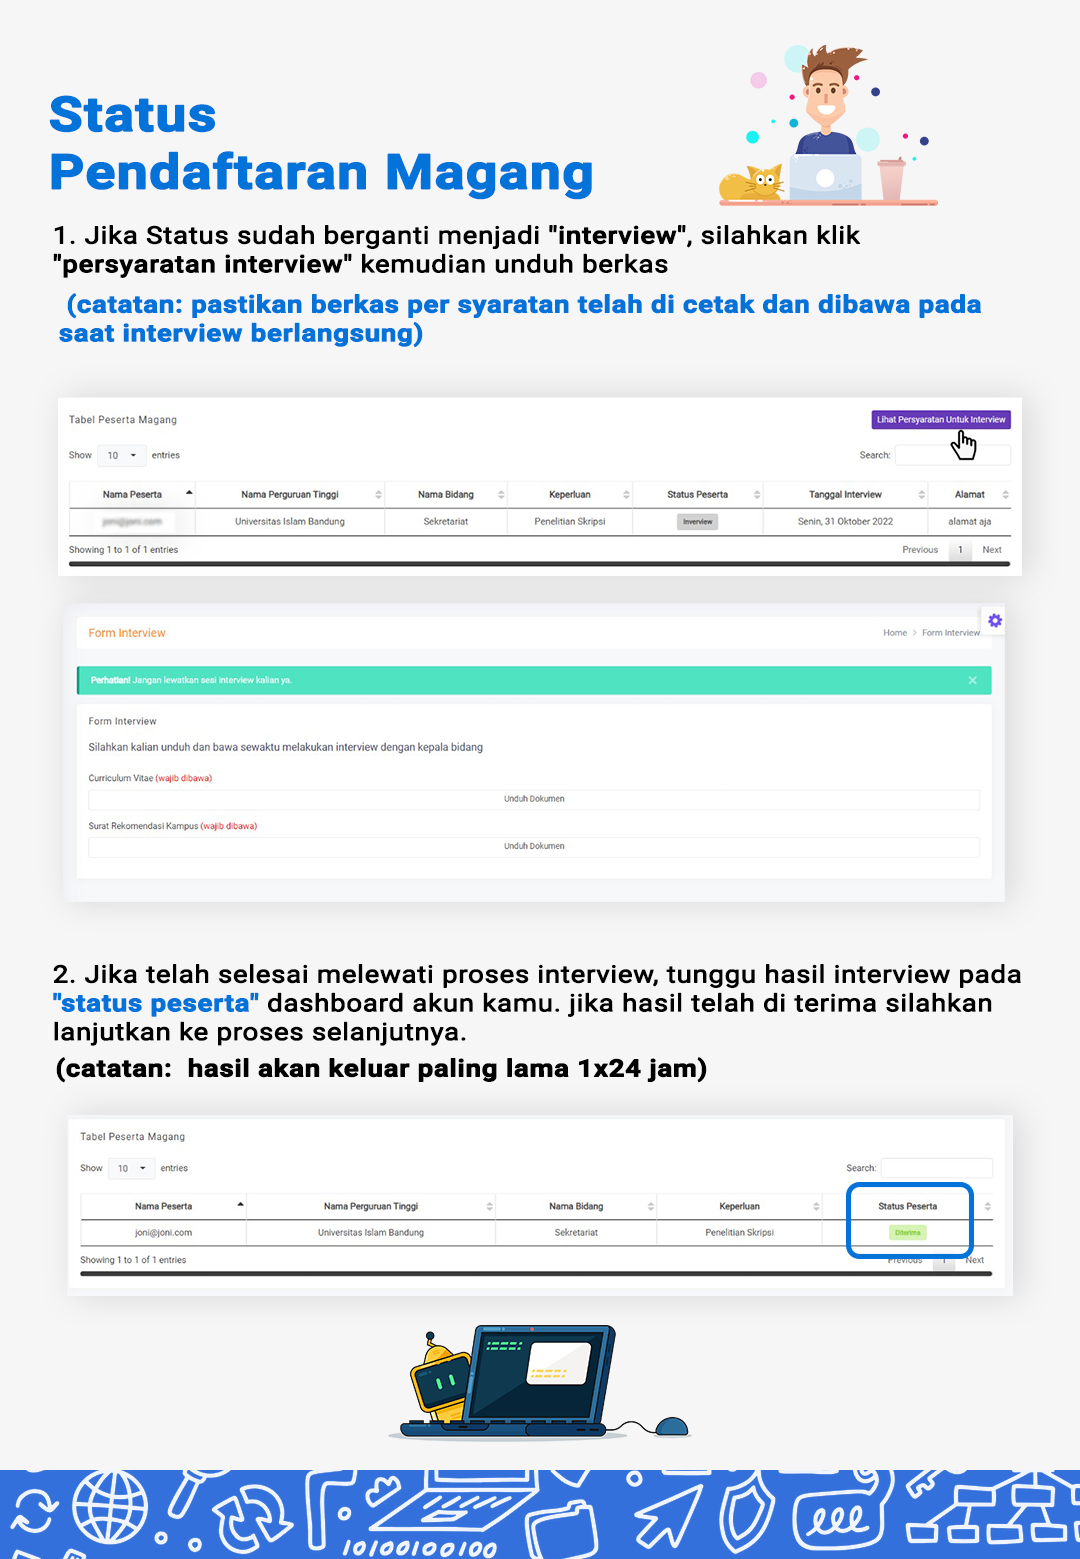 Status
Pendaftaran Magang
1. Jika Status sudah berganti menjadi "interview", silahkan klik
"persyaratan interview" kemudian unduh berkas
(catatan: pastikan berkas per syaratan telah di cetak dan dibawa pada
saat interview berlangsung)
Tabel Peserta Magang
Lihat Persyaratan Untuk Interview
Show 10 entries
Search:
Nama Peserta Nama Perguruan Tinggi Nama Bidang Keperluan Status Peserta Tanggal Interview Alamat
Universitas Islam Bandung Sekretariat Penelitian Skripsi Inverview Senin, 31 Oktober 2022 alamat aja
Showing 1 to 1 of 1 entries
Previous 1 Next
Form Interview
Home > Form Interview
Perhatian! Jangan lewatkan sesi interview kalian ya.
×
Form Interview
Silahkan kalian unduh dan bawa sewaktu melakukan interview dengan kepala bidang
Curriculum Vitae (wajib dibawa)
Unduh Dokumen
Surat Rekomendasi Kampus (wajib dibawa)
Unduh Dokumen
2. Jika telah selesai melewati proses interview, tunggu hasil interview pada
"status peserta" dashboard akun kamu. jika hasil telah di terima silahkan
lanjutkan ke proses selanjutnya.
(catatan: hasil akan keluar paling lama 1x24 jam)
Tabel Peserta Magang
Show 10 entries
Search:
Nama Peserta Nama Perguruan Tinggi Nama Bidang Keperluan Status Peserta
joni@joni.com Universitas Islam Bandung Sekretariat Penelitian Skripsi Diterima
Showing 1 to 1 of 1 entries
Previous 1 Next
10100100100